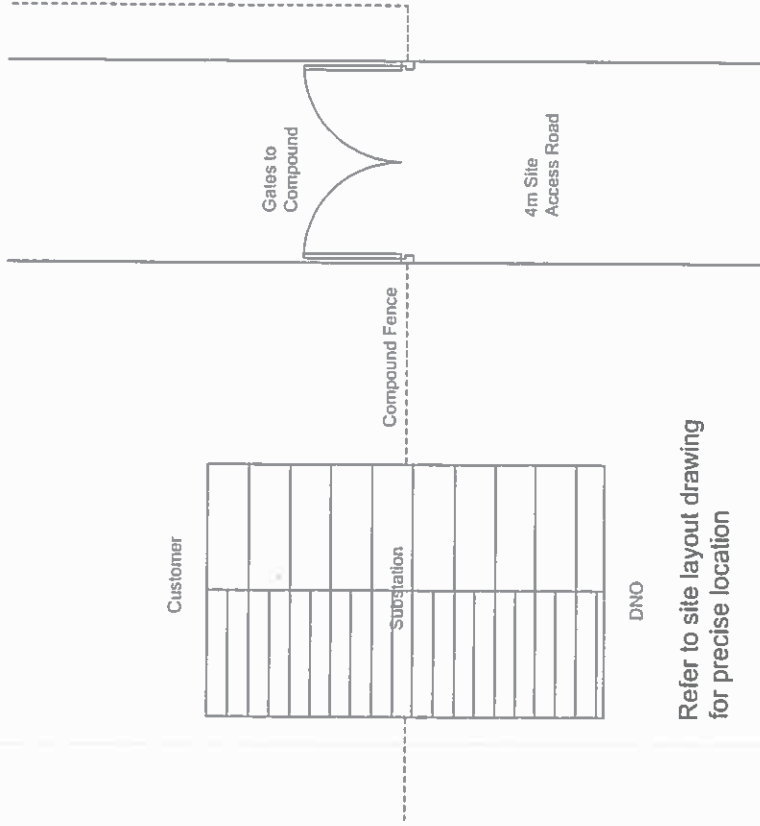 Gates to
Compound
4m Site
Access Road
Compound Fence
Customer
Substation
DNO
Refer to site layout drawing
for precise location